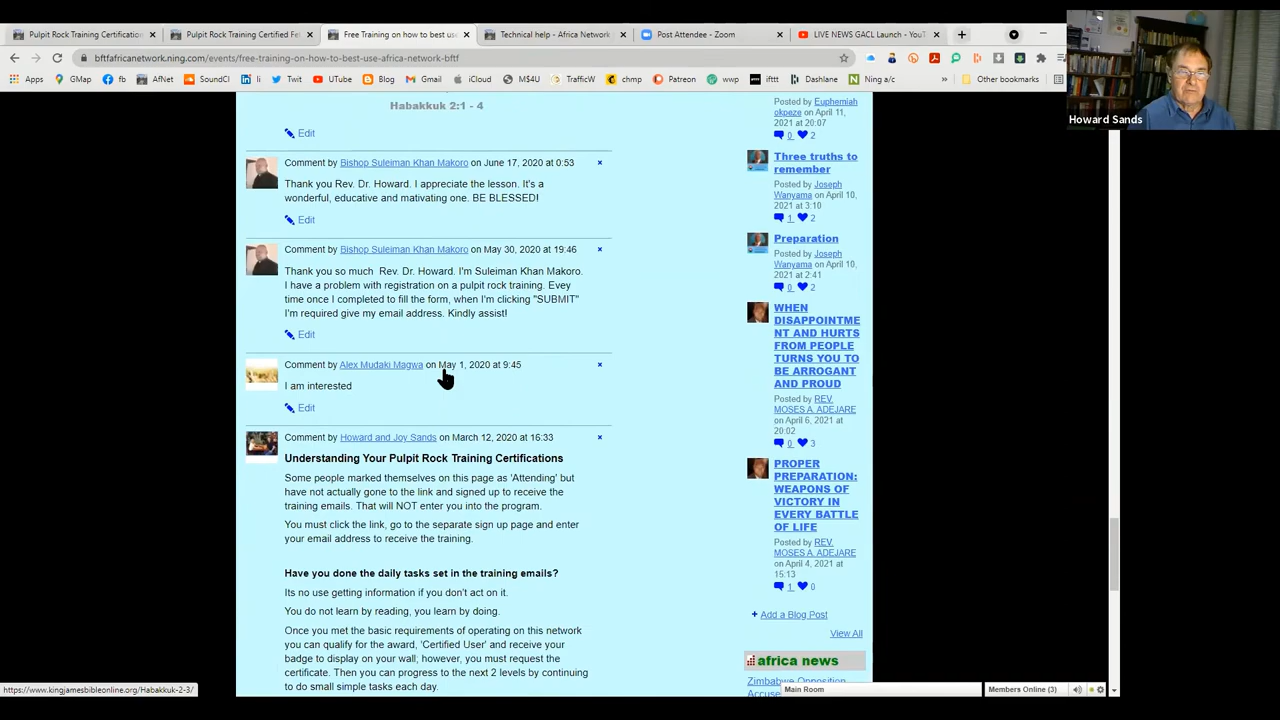 Pulpit Rock Training Certification
Pulpit Rock Training Certified Fel
Free Training on how to best use
Technical help - Africa Network
Post Attendee - Zoom
LIVE NEWS GACL Launch - YouT
bftfafricanetwork.ning.com/events/free-training-on-how-to-best-use-africa-network-bftf
Apps
GMap
fb
AfNet
SoundCl
li
Twit
UTube
Blog
Gmail
iCloud
MS4U
TrafficW
chmp
Patreon
wwp
ifttt
Dashlane
Ning a/c
»
Other bookmarks
Howard Sands
Habakkuk 2:1 - 4
Edit
Comment by Bishop Suleiman Khan Makoro on June 17, 2020 at 0:53
Thank you Rev. Dr. Howard. I appreciate the lesson. It's a
wonderful, educative and mativating one. BE BLESSED!
Edit
Comment by Bishop Suleiman Khan Makoro on May 30, 2020 at 19:46
Thank you so much Rev. Dr. Howard. I'm Suleiman Khan Makoro.
I have a problem with registration on a pulpit rock training. Evey
time once I completed to fill the form, when I'm clicking "SUBMIT"
I'm required give my email address. Kindly assist!
Edit
Comment by Alex Mudaki Magwa on May 1, 2020 at 9:45
I am interested
Edit
Comment by Howard and Joy Sands on March 12, 2020 at 16:33
Understanding Your Pulpit Rock Training Certifications
Some people marked themselves on this page as 'Attending' but
have not actually gone to the link and signed up to receive the
training emails. That will NOT enter you into the program.
You must click the link, go to the separate sign up page and enter
your email address to receive the training.
Have you done the daily tasks set in the training emails?
Its no use getting information if you don't act on it.
You do not learn by reading, you learn by doing.
Once you met the basic requirements of operating on this network
you can qualify for the award, 'Certified User' and receive your
badge to display on your wall; however, you must request the
certificate. Then you can progress to the next 2 levels by continuing
to do small simple tasks each day.
Posted by Euphemiah
okpeze on April 11,
2021 at 20:07
0 2
Three truths to
remember
Posted by Joseph
Wanyama on April 10,
2021 at 3:10
1 2
Preparation
Posted by Joseph
Wanyama on April 10,
2021 at 2:41
0 2
WHEN
DISAPPOINTME
NT AND HURTS
FROM PEOPLE
TURNS YOU TO
BE ARROGANT
AND PROUD
Posted by REV.
MOSES A. ADEJARE
on April 6, 2021 at
20:02
0 3
PROPER
PREPARATION:
WEAPONS OF
VICTORY IN
EVERY BATTLE
OF LIFE
Posted by REV.
MOSES A. ADEJARE
on April 4, 2021 at
15:13
1 0
+ Add a Blog Post
View All
africa news
Zimbabwe Opposition
https://www.kingjamesbibleonline.org/Habakkuk-2-3/
Main Room
Members Online (3)